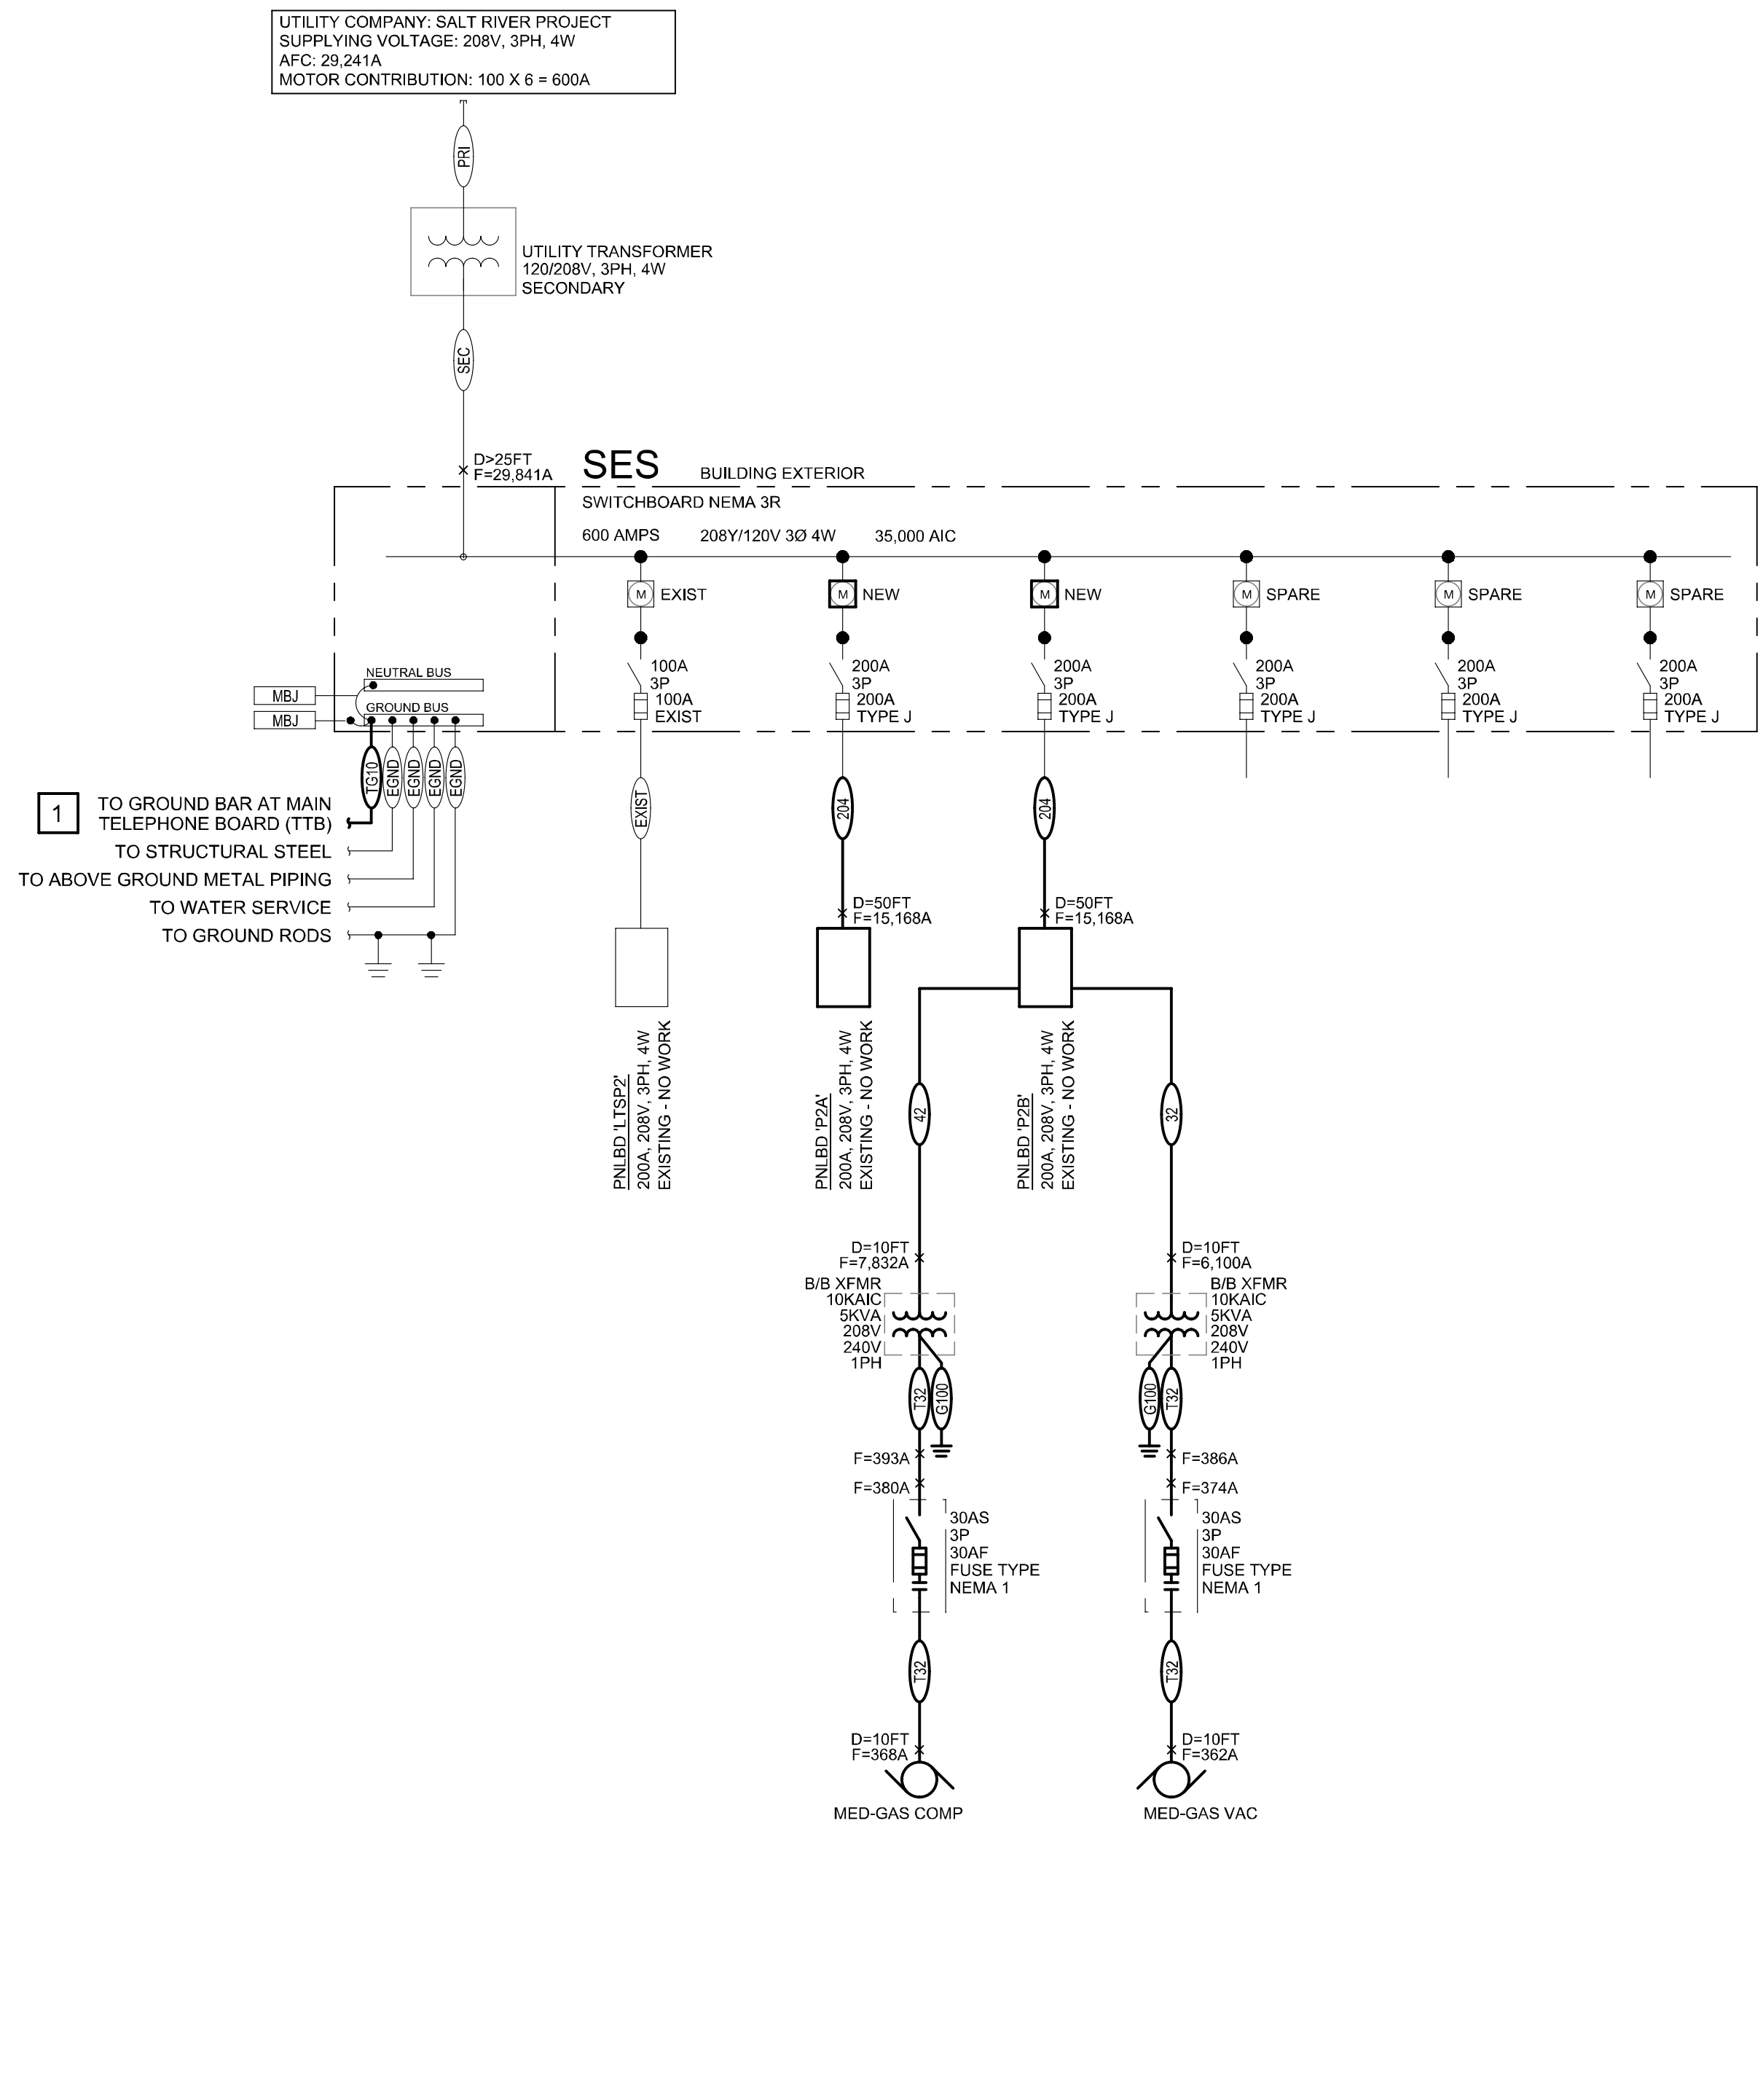 UTILITY COMPANY: SALT RIVER PROJECT
SUPPLYING VOLTAGE: 208V, 3PH, 4W
AFC: 29,241A
MOTOR CONTRIBUTION: 100 X 6 = 600A
PRI
UTILITY TRANSFORMER
120/208V, 3PH, 4W
SECONDARY
SEC
D>25FT
F=29,841A
SES BUILDING EXTERIOR
SWITCHBOARD NEMA 3R
600 AMPS 208Y/120V 3Ø 4W 35,000 AIC
M EXIST
M NEW
M NEW
M SPARE
M SPARE
M SPARE
100A
3P
100A
EXIST
200A
3P
200A
TYPE J
200A
3P
200A
TYPE J
200A
3P
200A
TYPE J
200A
3P
200A
TYPE J
200A
3P
200A
TYPE J
NEUTRAL BUS
MBJ
GROUND BUS
MBJ
TG10
EGND
EGND
EGND
EGND
1
TO GROUND BAR AT MAIN
TELEPHONE BOARD (TTB)
TO STRUCTURAL STEEL
TO ABOVE GROUND METAL PIPING
TO WATER SERVICE
TO GROUND RODS
EXIST
204
204
D=50FT
F=15,168A
D=50FT
F=15,168A
PNLBD 'LTSP2'
200A, 208V, 3PH, 4W
EXISTING - NO WORK
PNLBD 'P2A'
200A, 208V, 3PH, 4W
EXISTING - NO WORK
PNLBD 'P2B'
200A, 208V, 3PH, 4W
EXISTING - NO WORK
42
32
D=10FT
F=7,832A
B/B XFMR
10KAIC
5KVA
208V
240V
1PH
D=10FT
F=6,100A
B/B XFMR
10KAIC
5KVA
208V
240V
1PH
T32
G100
G100
T32
F=393A
F=380A
F=386A
F=374A
30AS
3P
30AF
FUSE TYPE
NEMA 1
30AS
3P
30AF
FUSE TYPE
NEMA 1
T32
T32
D=10FT
F=368A
D=10FT
F=362A
MED-GAS COMP
MED-GAS VAC